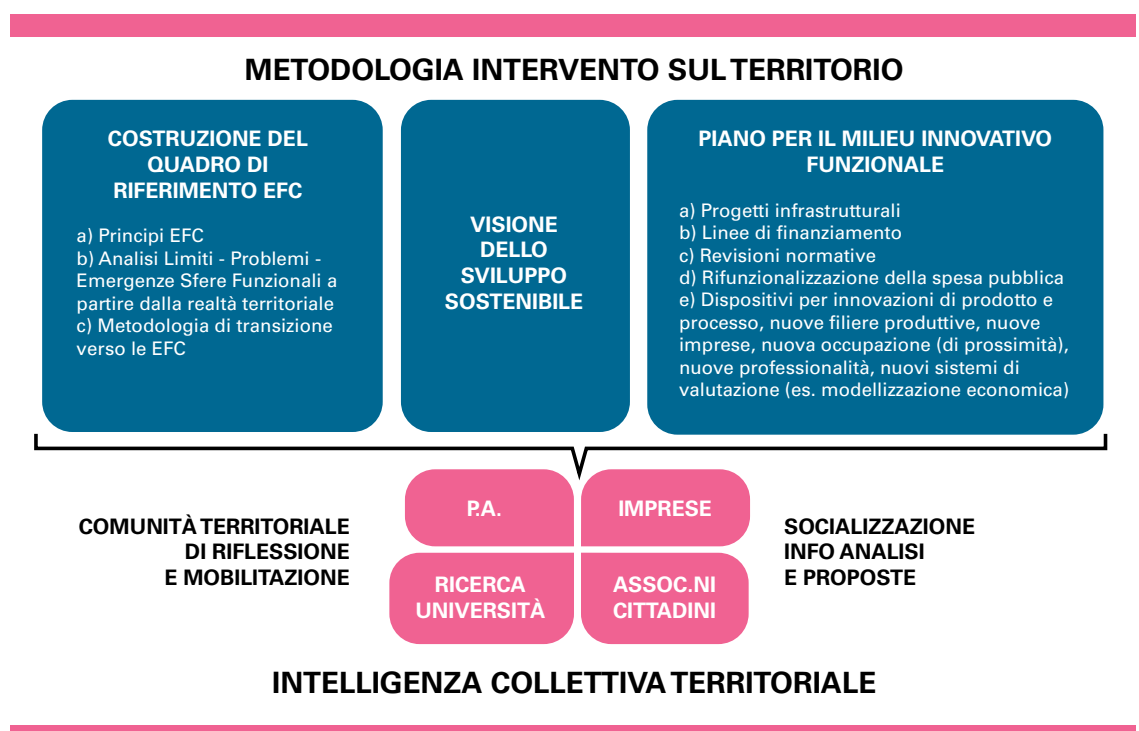 METODOLOGIA INTERVENTO SUL TERRITORIO
COSTRUZIONE DEL
QUADRO DI
RIFERIMENTO EFC
a) Principi EFC
b) Analisi Limiti - Problemi -
Emergenze Sfere Funzionali a
partire dalla realtà territoriale
c) Metodologia di transizione
verso le EFC
VISIONE
DELLO
SVILUPPO
SOSTENIBILE
PIANO PER IL MILIEU INNOVATIVO
FUNZIONALE
a) Progetti infrastrutturali
b) Linee di finanziamento
c) Revisioni normative
d) Rifunzionalizzazione della spesa pubblica
e) Dispositivi per innovazioni di prodotto e
processo, nuove filiere produttive, nuove
imprese, nuova occupazione (di prossimità),
nuove professionalità, nuovi sistemi di
valutazione (es. modellizzazione economica)
COMUNITÀ TERRITORIALE
DI RIFLESSIONE
E MOBILITAZIONE
P.A.
IMPRESE
RICERCA
UNIVERSITÀ
ASSOC.NI
CITTADINI
SOCIALIZZAZIONE
INFO ANALISI
E PROPOSTE
INTELLIGENZA COLLETTIVA TERRITORIALE